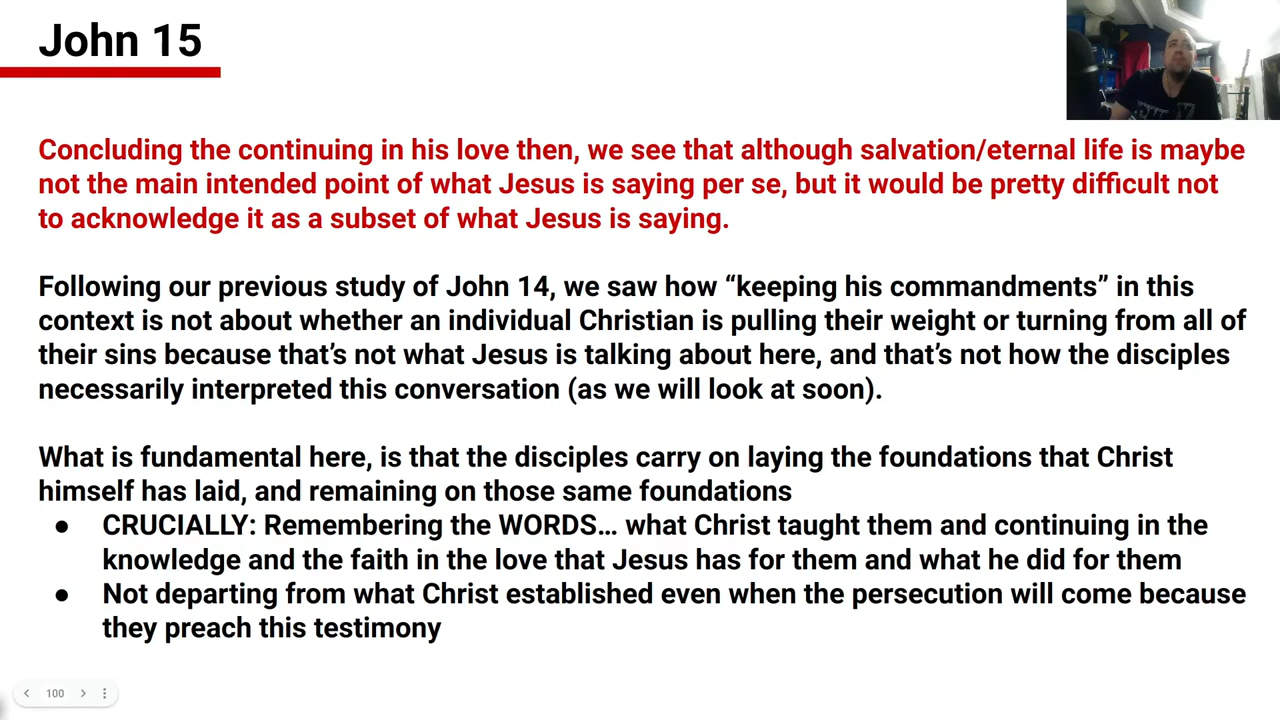 John 15
Concluding the continuing in his love then, we see that although salvation/eternal life is maybe
not the main intended point of what Jesus is saying per se, but it would be pretty difficult not
to acknowledge it as a subset of what Jesus is saying.
Following our previous study of John 14, we saw how “keeping his commandments” in this
context is not about whether an individual Christian is pulling their weight or turning from all of
their sins because that’s not what Jesus is talking about here, and that’s not how the disciples
necessarily interpreted this conversation (as we will look at soon).
What is fundamental here, is that the disciples carry on laying the foundations that Christ
himself has laid, and remaining on those same foundations
● CRUCIALLY: Remembering the WORDS… what Christ taught them and continuing in the
knowledge and the faith in the love that Jesus has for them and what he did for them
● Not departing from what Christ established even when the persecution will come because
they preach this testimony
100